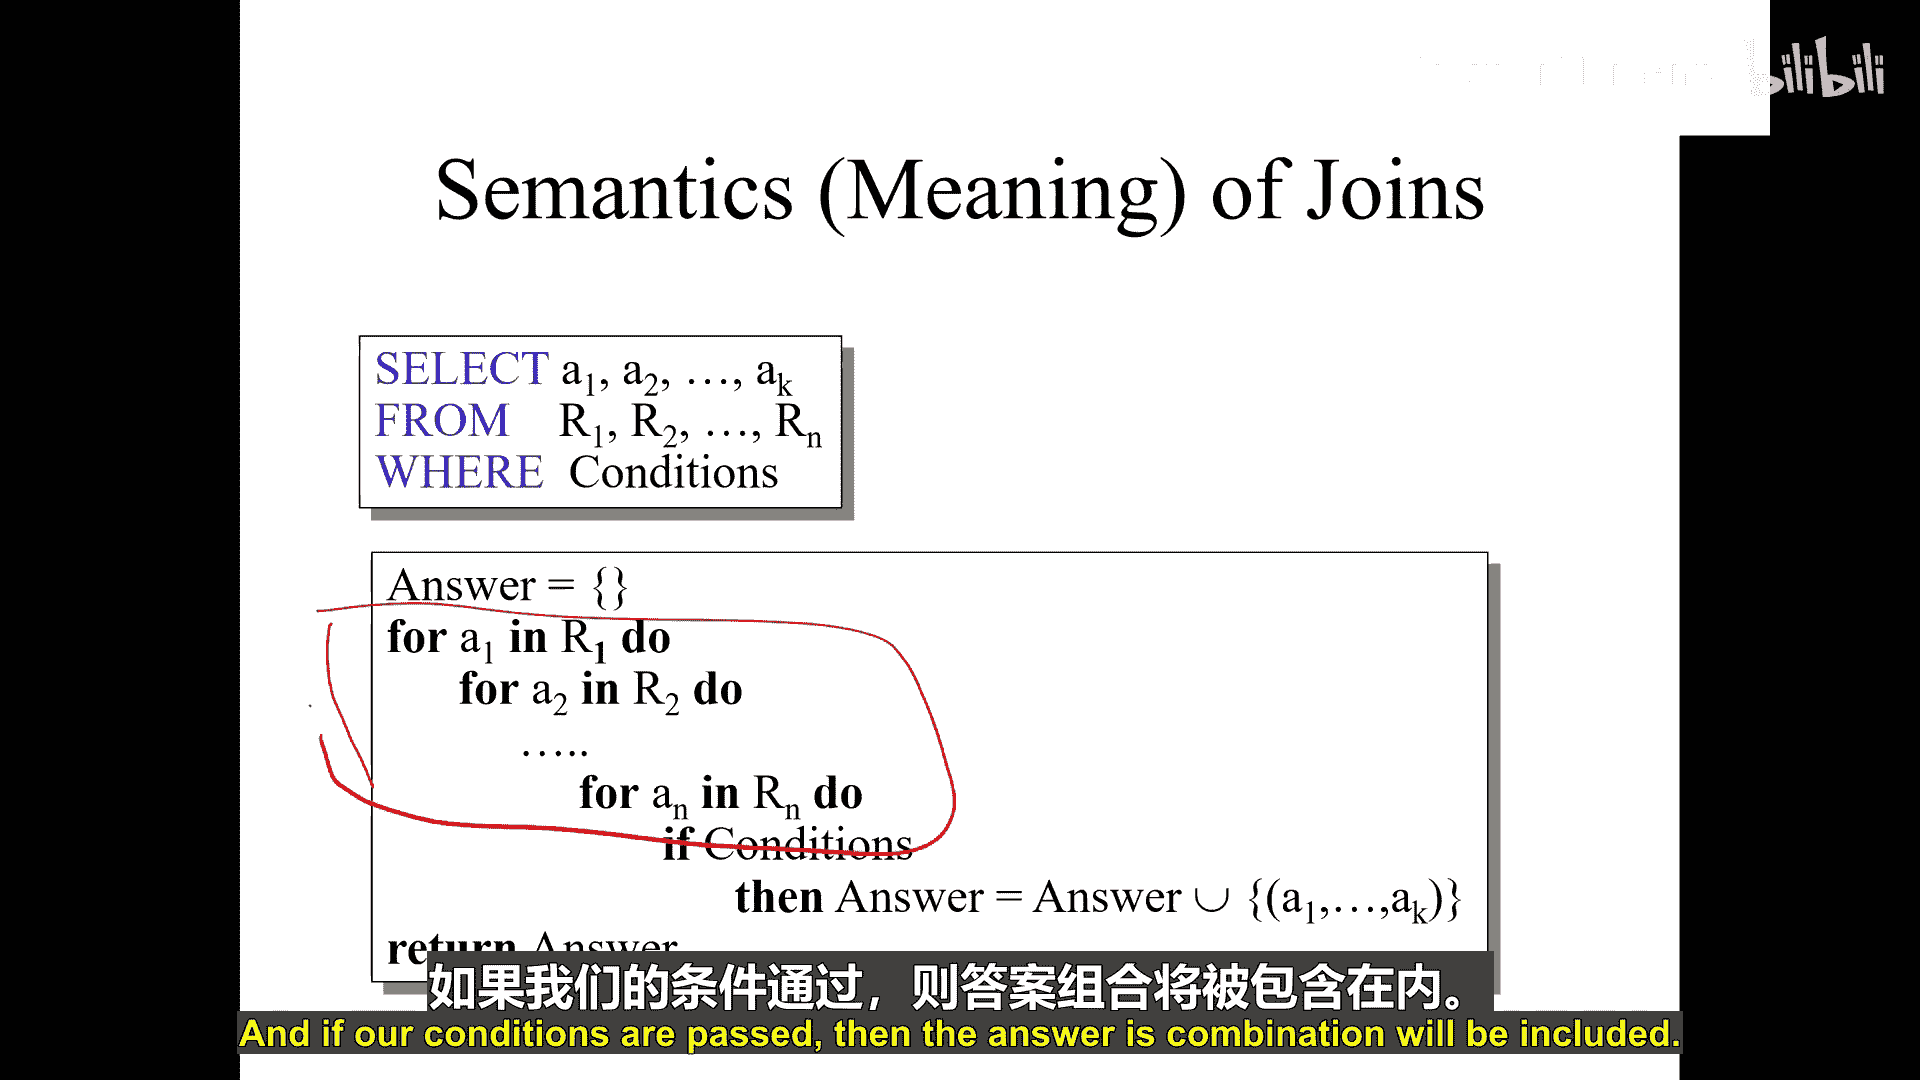 bilibili
Semantics (Meaning) of Joins
SELECT a₁, a₂, …, aₖ
FROM R₁, R₂, …, Rₙ
WHERE Conditions
Answer = {}
for a₁ in R₁ do
for a₂ in R₂ do
…..
for aₙ in Rₙ do
if Conditions
then Answer = Answer ∪ {(a₁,…,aₖ)}
return Answer
如果我们的条件通过，则答案组合将被包含在内。
And if our conditions are passed, then the answer is combination will be included.